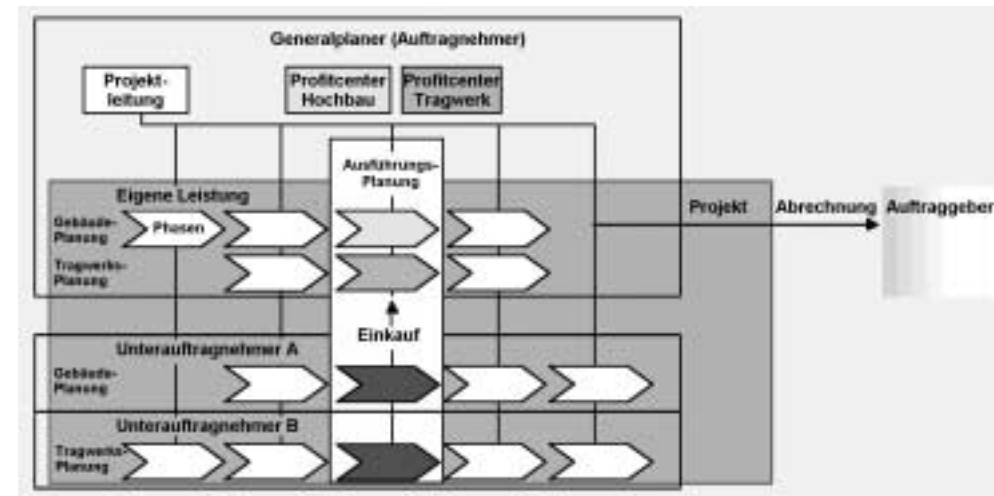 Generalplaner (Auftragnehmer)
Projekt-
leitung
Profitcenter
Hochbau
Profitcenter
Tragwerk
Ausführungs-
Planung
Eigene Leistung
Gebäude-
Planung
Phasen
Tragwerks-
Planung
Projekt
Abrechnung
Auftraggeber
Einkauf
Unterauftragnehmer A
Gebäude-
Planung
Unterauftragnehmer B
Tragwerks-
Planung